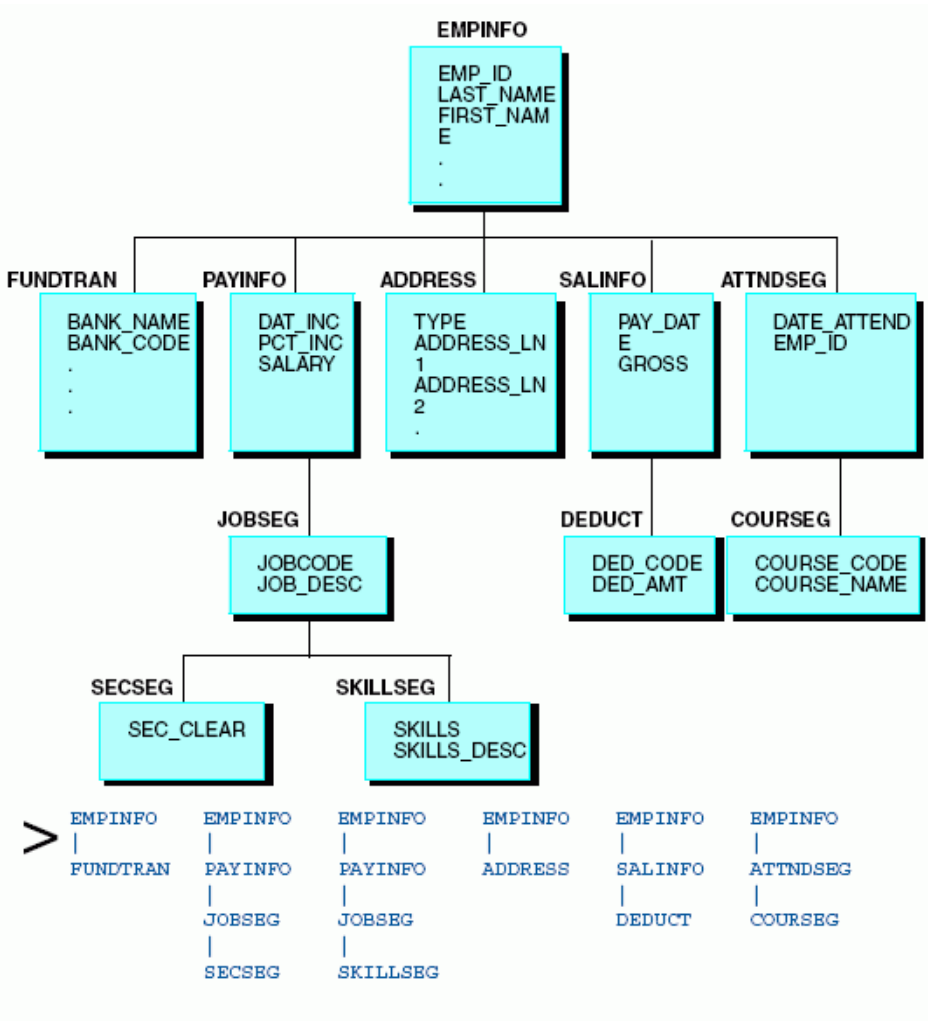 EMPINFO
EMP_ID
LAST_NAME
FIRST_NAM
E
.
.
FUNDTRAN
BANK_NAME
BANK_CODE
.
.
.
PAYINFO
DAT_INC
PCT_INC
SALARY
ADDRESS
TYPE
ADDRESS_LN
1
ADDRESS_LN
2
.
SALINFO
PAY_DAT
E
GROSS
ATTNDSEG
DATE_ATTEND
EMP_ID
JOBSEG
JOBCODE
JOB_DESC
DEDUCT
DED_CODE
DED_AMT
COURSEG
COURSE_CODE
COURSE_NAME
SECSEG
SEC_CLEAR
SKILLSEG
SKILLS
SKILLS_DESC
>
EMPINFO EMPINFO EMPINFO EMPINFO EMPINFO EMPINFO
| | | | | |
FUNDTRAN PAYINFO PAYINFO ADDRESS SALINFO ATTNDSEG
| | | |
JOBSEG JOBSEG DEDUCT COURSEG
| |
SECSEG SKILLSEG